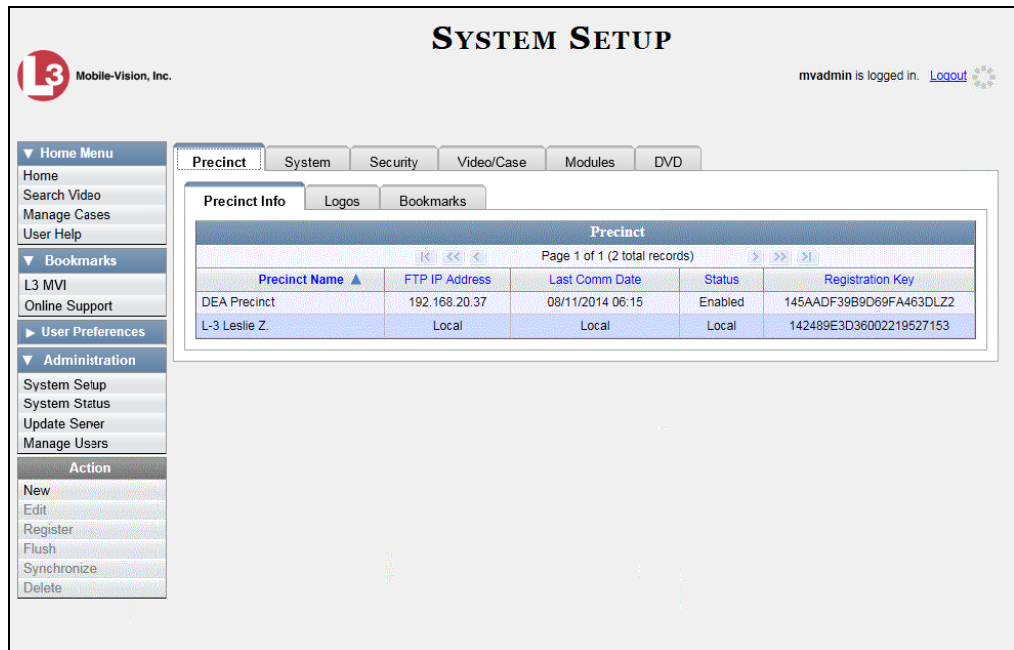 SYSTEM SETUP
L3 Mobile-Vision, Inc.
mvadmin is logged in. Logout
▼ Home Menu
Home
Search Video
Manage Cases
User Help
▼ Bookmarks
L3 MVI
Online Support
► User Preferences
▼ Administration
System Setup
System Status
Update Server
Manage Users
Action
New
Edit
Register
Flush
Synchronize
Delete
Precinct System Security Video/Case Modules DVD
Precinct Info Logos Bookmarks
Precinct
|< << < Page 1 of 1 (2 total records) > >> >|
Precinct Name ▲ FTP IP Address Last Comm Date Status Registration Key
DEA Precinct 192.168.20.37 08/11/2014 06:15 Enabled 145AADF39B9D69FA463DLZ2
L-3 Leslie Z. Local Local Local 142489E3D36002219527153